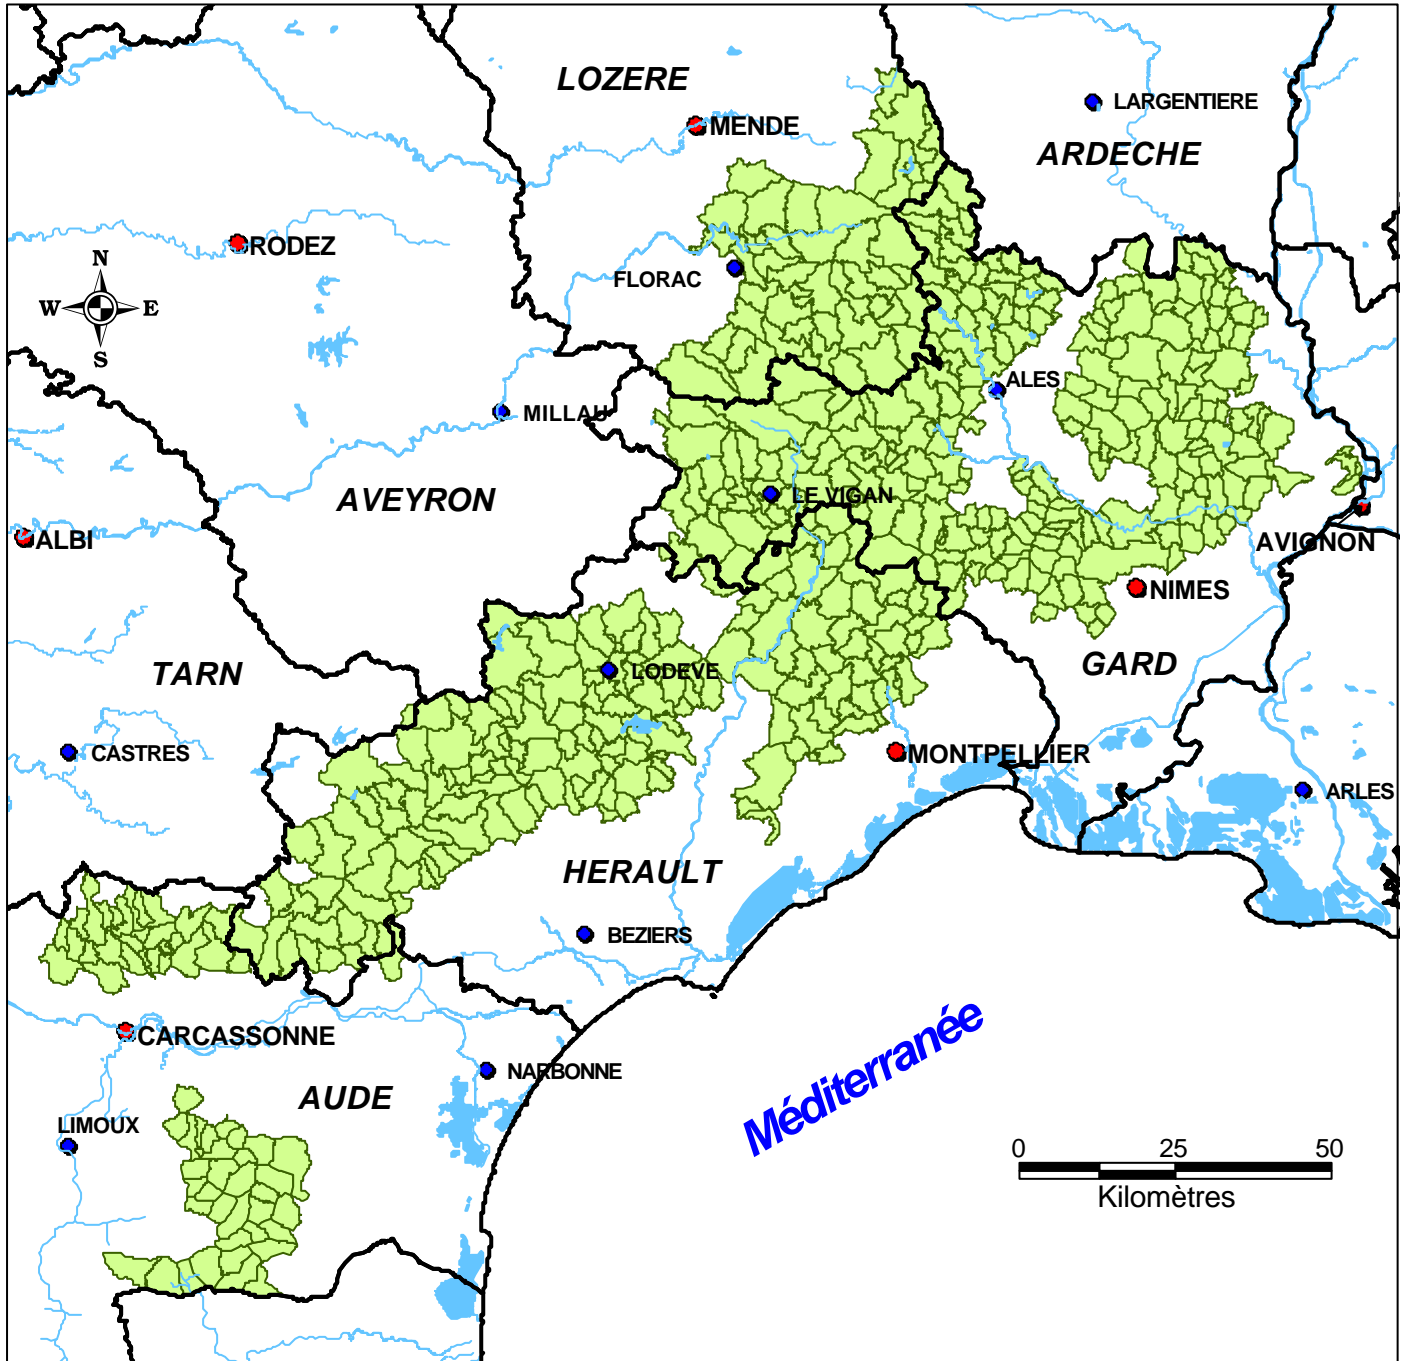 LOZERE
LARGENTIERE
MENDE
ARDECHE
RODEZ
N
W E
S
FLORAC
ALES
MILLAU
AVEYRON
LE VIGAN
ALBI
AVIGNON
NIMES
TARN
LODEVE
GARD
CASTRES
MONTPELLIER
ARLES
HERAULT
BEZIERS
CARCASSONNE
Méditerranée
NARBONNE
AUDE
LIMOUX
0 25 50
Kilomètres